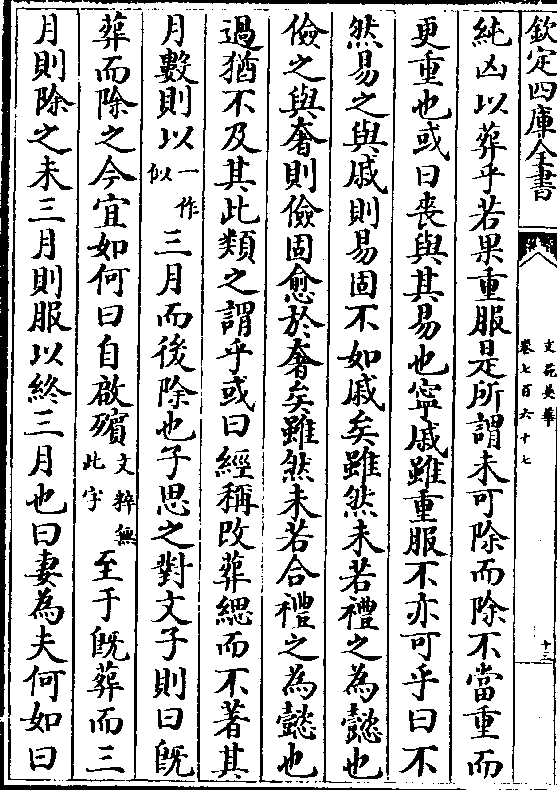 欽定四庫全書
文苑英華
卷七百六十七
十三
純凶以葬乎若果重服是所謂未可除而除不當重而
更重也或曰喪與其易也寧戚雖重服不亦可乎曰不
然易之與戚則易固不如戚矣雖然未若禮之為懿也
儉之與奢則儉固愈於奢矣雖然未若合禮之為懿也
過猶不及其此類之謂乎或曰經稱改葬緦而不著其
月數則以一作似三月而後除也子思之對文子則曰既
葬而除之今宜如何曰自啟殯文粹無此字至于既葬而三
月則除之未三月則服以終三月也曰妻為夫何如曰